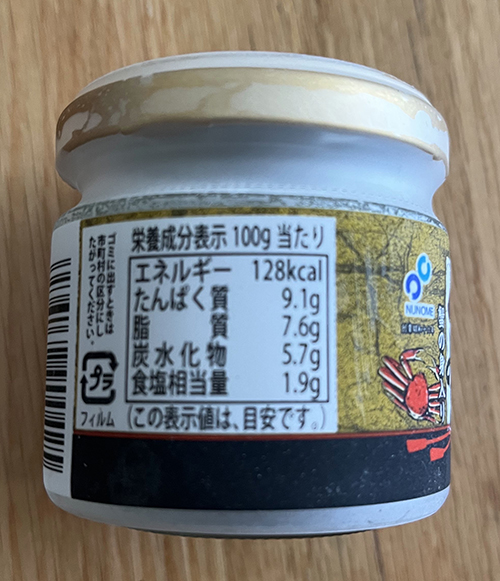 ゴミに出すときは
市町村の区分にし
たがってください。
プラ
フィルム
栄養成分表示 100g 当たり
エネルギー 128kcal
たんぱく質 9.1g
脂質 7.6g
炭水化物 5.7g
食塩相当量 1.9g
(この表示値は、目安です。)
NUNOME